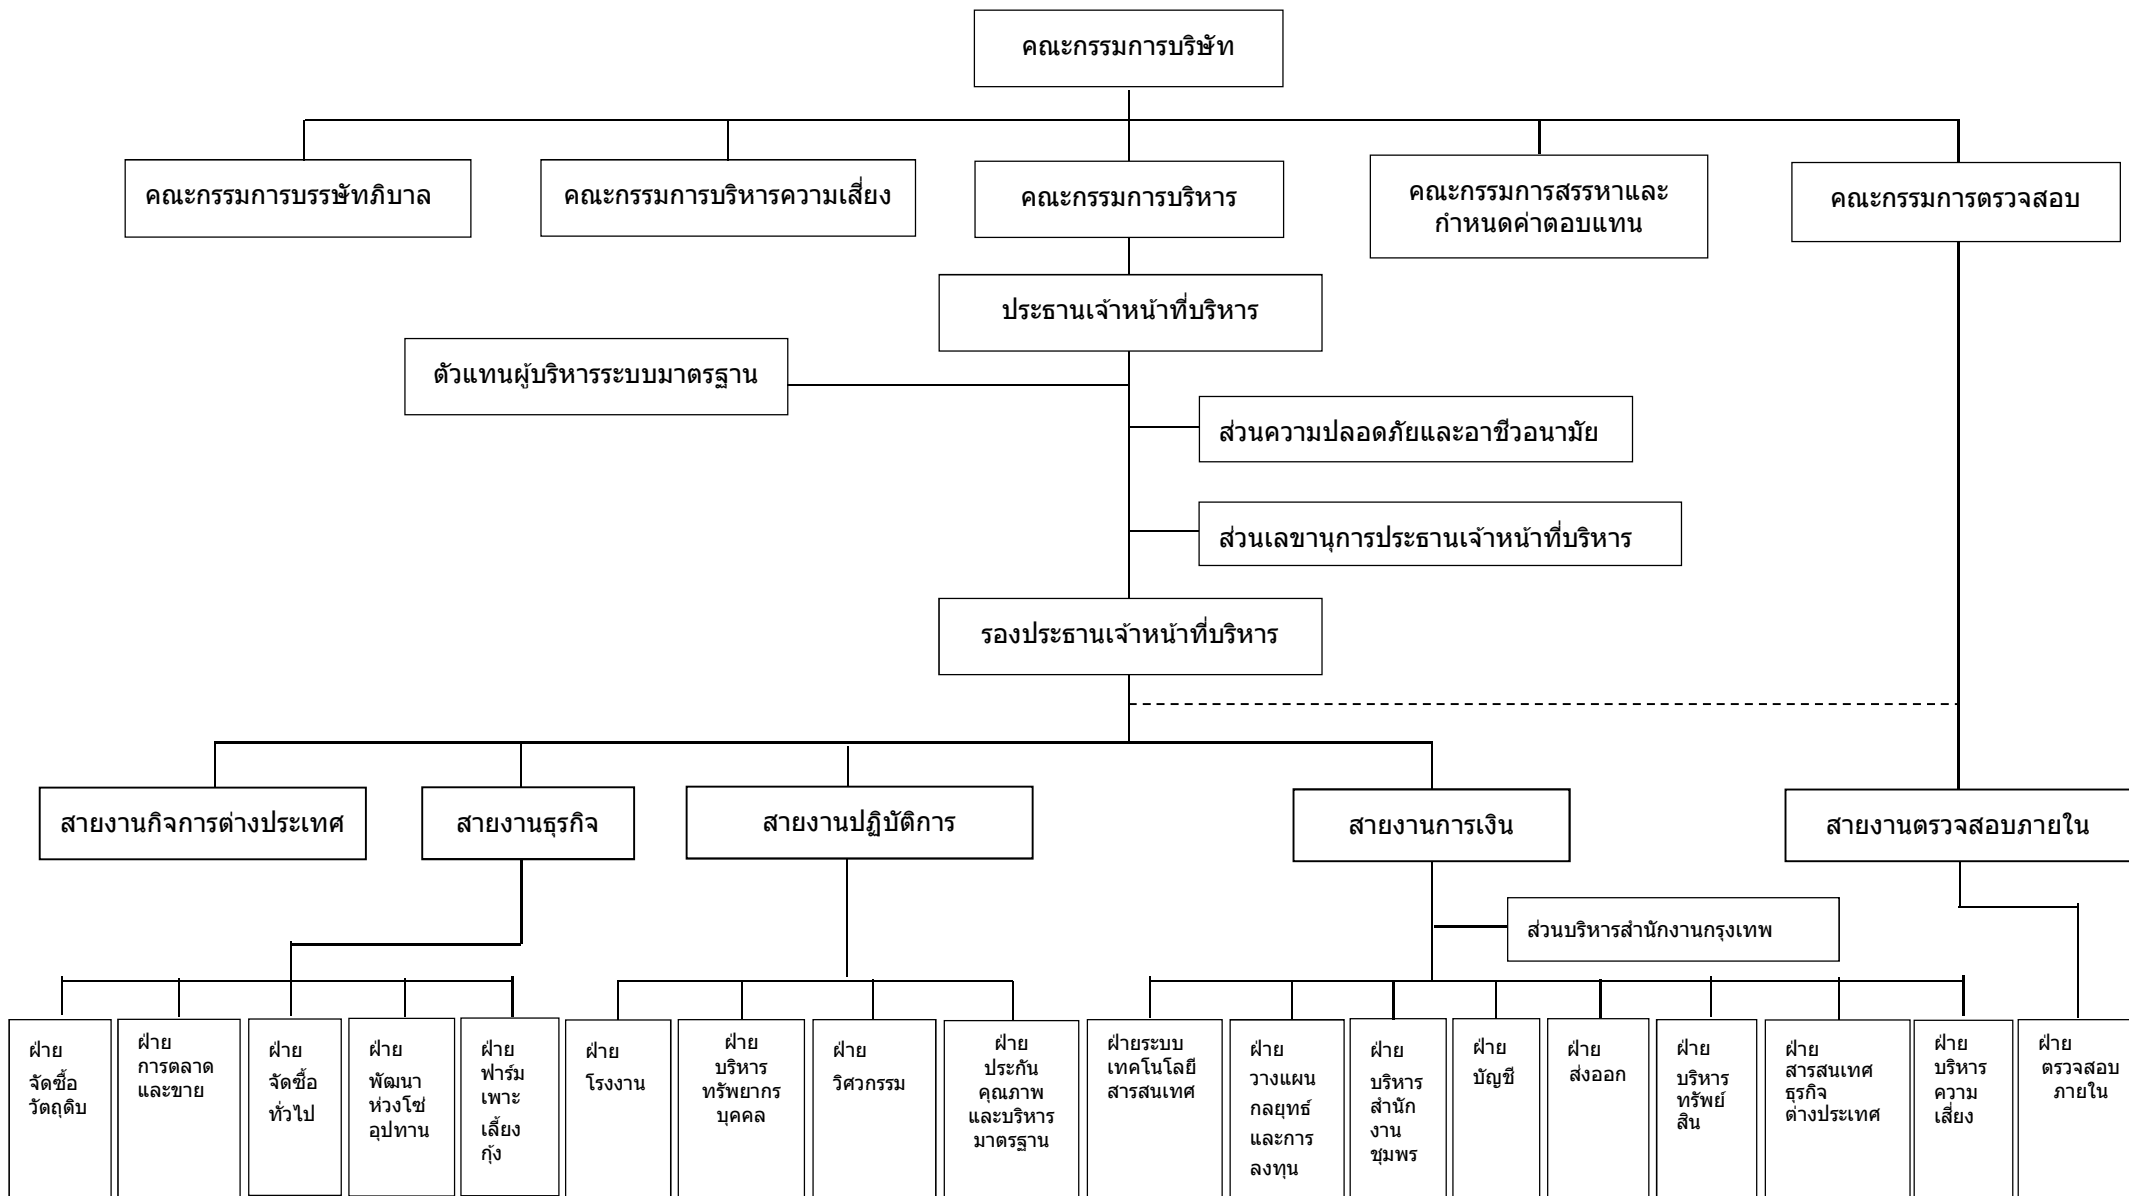 คณะกรรมการบริษัท
คณะกรรมการบรรษัทภิบาล
คณะกรรมการบริหารความเสี่ยง
คณะกรรมการบริหาร
คณะกรรมการสรรหาและ
กำหนดค่าตอบแทน
คณะกรรมการตรวจสอบ
ประธานเจ้าหน้าที่บริหาร
ตัวแทนผู้บริหารระบบมาตรฐาน
ส่วนความปลอดภัยและอาชีวอนามัย
ส่วนเลขานุการประธานเจ้าหน้าที่บริหาร
รองประธานเจ้าหน้าที่บริหาร
สายงานกิจการต่างประเทศ
สายงานธุรกิจ
สายงานปฏิบัติการ
สายงานการเงิน
สายงานตรวจสอบภายใน
ส่วนบริหารสำนักงานกรุงเทพ
ฝ่าย
จัดซื้อ
วัตถุดิบ
ฝ่าย
การตลาด
และขาย
ฝ่าย
จัดซื้อ
ทั่วไป
ฝ่าย
พัฒนา
ห่วงโซ่
อุปทาน
ฝ่าย
ฟาร์ม
เพาะ
เลี้ยง
กุ้ง
ฝ่าย
โรงงาน
ฝ่าย
บริหาร
ทรัพยากร
บุคคล
ฝ่าย
วิศวกรรม
ฝ่าย
ประกัน
คุณภาพ
และบริหาร
มาตรฐาน
ฝ่ายระบบ
เทคโนโลยี
สารสนเทศ
ฝ่าย
วางแผน
กลยุทธ์
และการ
ลงทุน
ฝ่าย
บริหาร
สำนัก
งาน
ชุมพร
ฝ่าย
บัญชี
ฝ่าย
ส่งออก
ฝ่าย
บริหาร
ทรัพย์
สิน
ฝ่าย
สารสนเทศ
ธุรกิจ
ต่างประเทศ
ฝ่าย
บริหาร
ความ
เสี่ยง
ฝ่าย
ตรวจสอบ
ภายใน